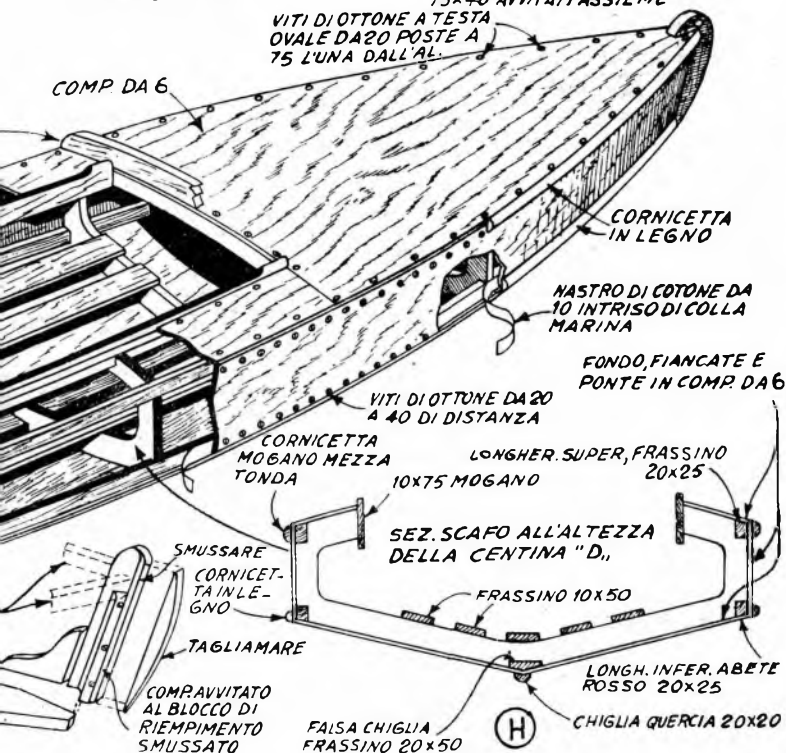 15x40 AVVITATI ASSIEME
VITI DI OTTONE A TESTA
OVALE DA 20 POSTE A
75 L'UNA DALL'AL.
COMP. DA 6
CORNICETTA
IN LEGNO
NASTRO DI COTONE DA
10 INTRISO DI COLLA
MARINA
FONDO, FIANCATE E
PONTE IN COMP. DA 6
VITI DI OTTONE DA 20
A 40 DI DISTANZA
CORNICETTA
MOGANO MEZZA
TONDA
LONGHER. SUPER, FRASSINO
20x25
10x75 MOGANO
SEZ. SCAFO ALL'ALTEZZA
DELLA CENTINA "D„
SMUSSARE
CORNICET-
TA IN LE-
GNO
FRASSINO 10x50
TAGLIAMARE
LONGH. INFER. ABETE
ROSSO 20x25
COMP. AVVITATO
AL BLOCCO DI
RIEMPIMENTO
SMUSSATO
FALSA CHIGLIA
FRASSINO 20x50
H
CHIGLIA QUERCIA 20x20